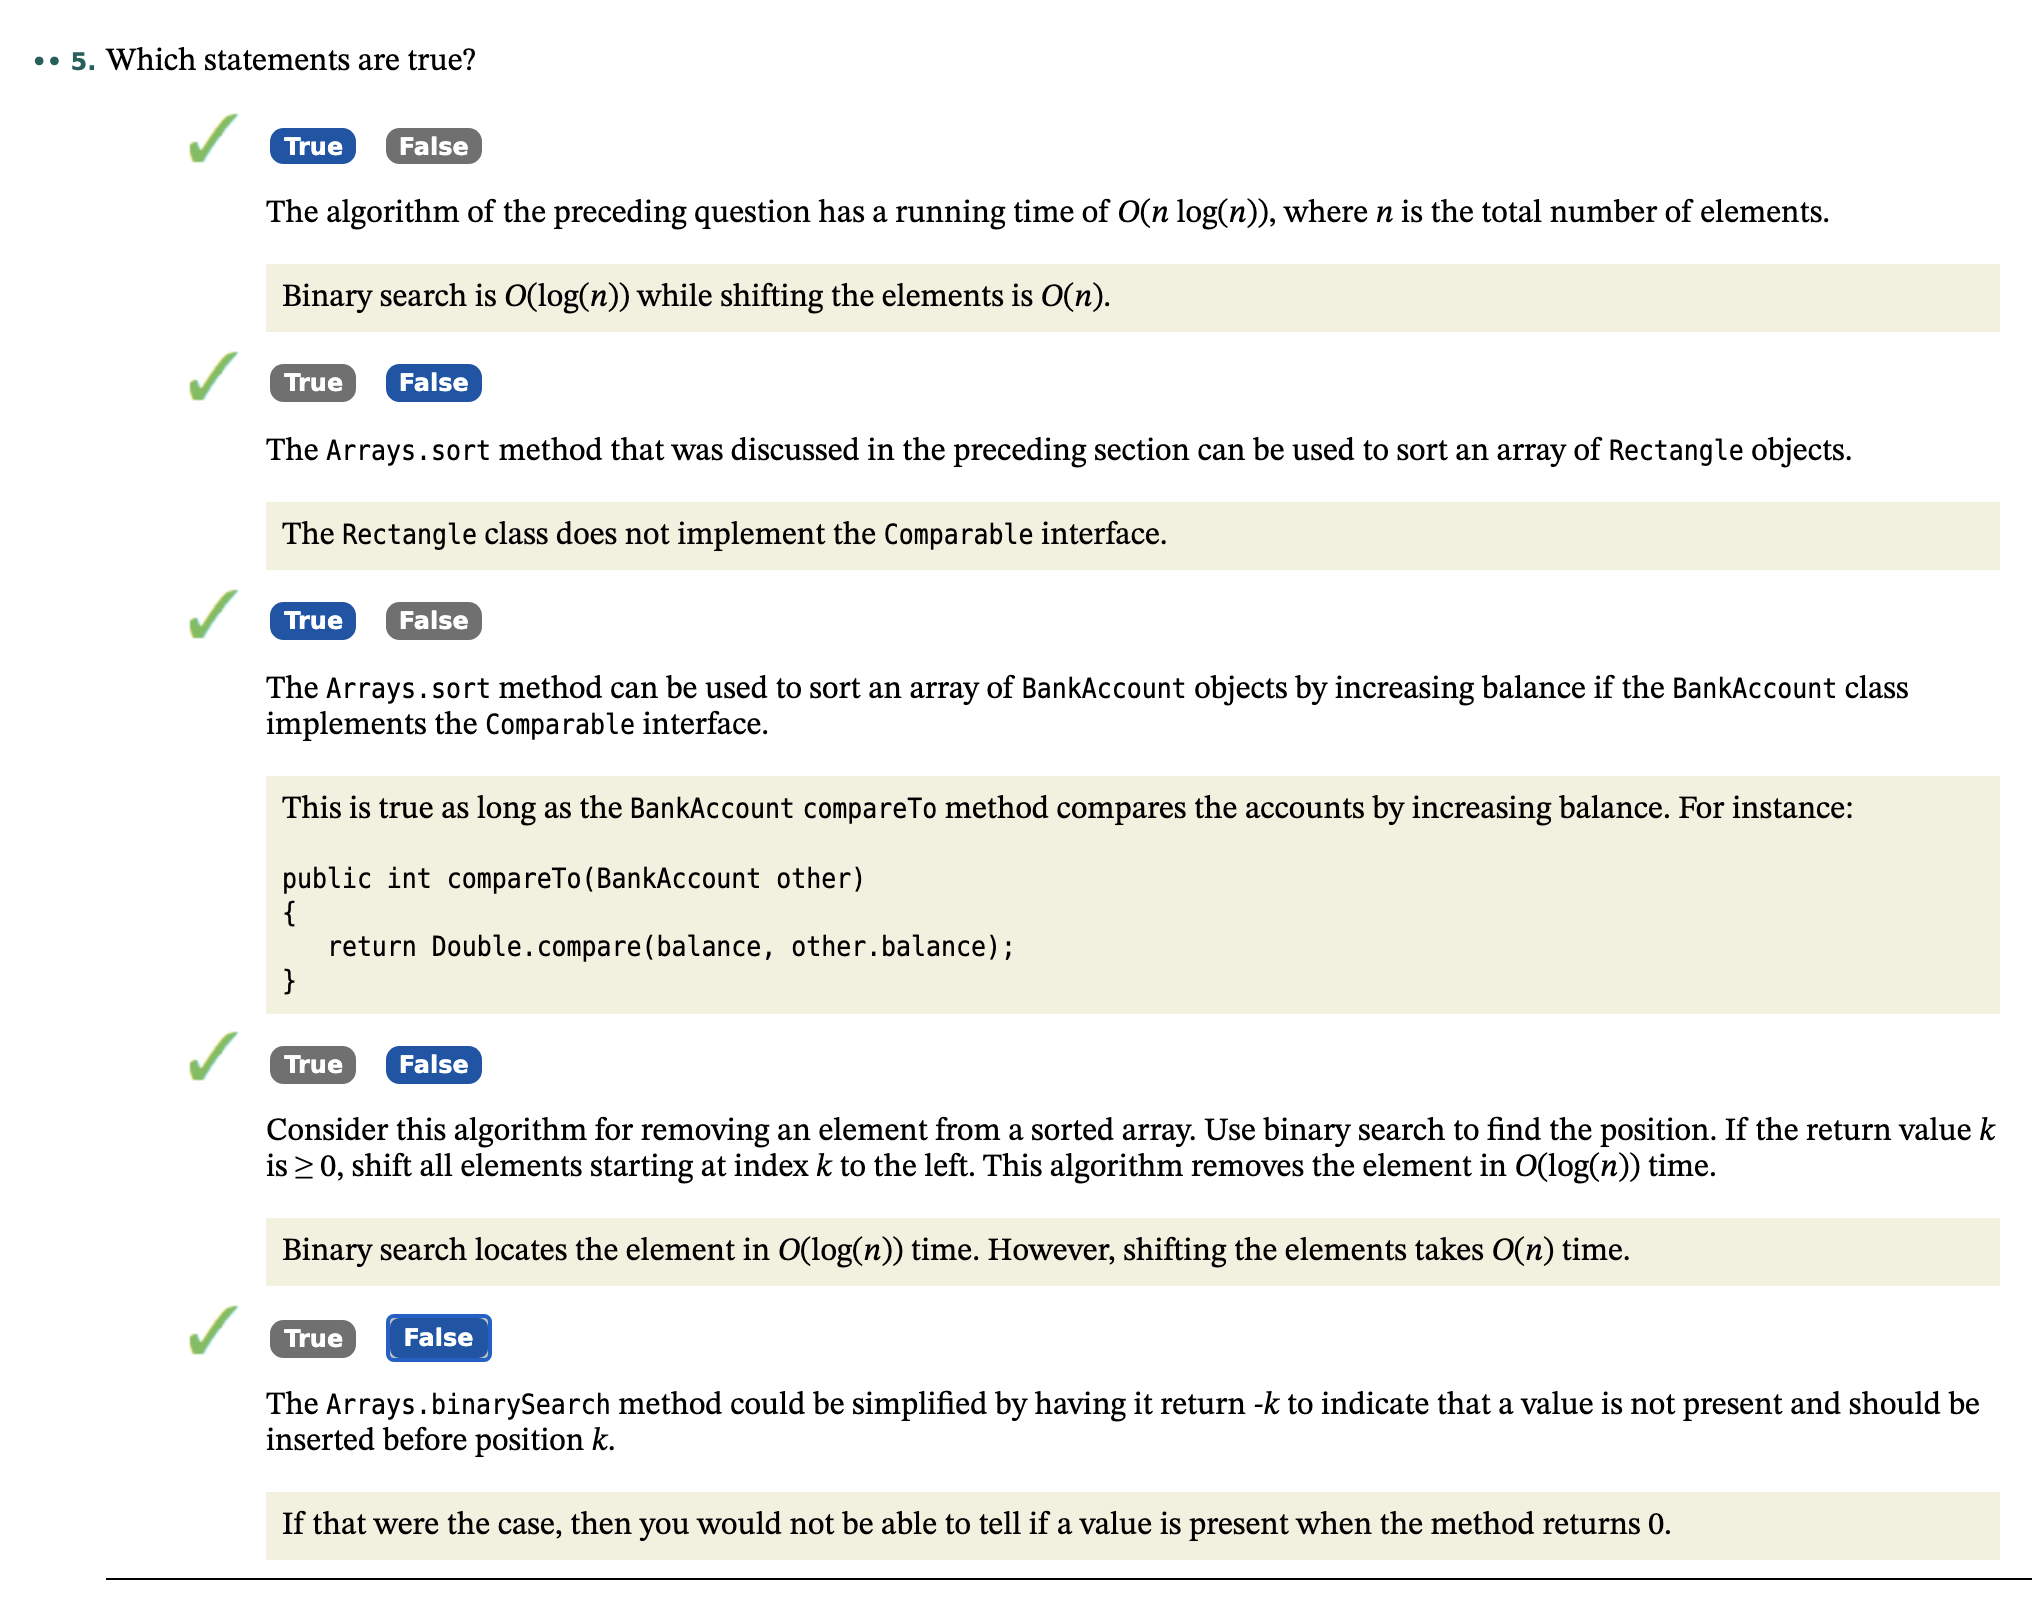 •• 5. Which statements are true?
True False
The algorithm of the preceding question has a running time of O(n log(n)), where n is the total number of elements.
Binary search is O(log(n)) while shifting the elements is O(n).
True False
The Arrays.sort method that was discussed in the preceding section can be used to sort an array of Rectangle objects.
The Rectangle class does not implement the Comparable interface.
True False
The Arrays.sort method can be used to sort an array of BankAccount objects by increasing balance if the BankAccount class
implements the Comparable interface.
This is true as long as the BankAccount compareTo method compares the accounts by increasing balance. For instance:
public int compareTo(BankAccount other)
{
   return Double.compare(balance, other.balance);
}
True False
Consider this algorithm for removing an element from a sorted array. Use binary search to find the position. If the return value k
is ≥ 0, shift all elements starting at index k to the left. This algorithm removes the element in O(log(n)) time.
Binary search locates the element in O(log(n)) time. However, shifting the elements takes O(n) time.
True False
The Arrays.binarySearch method could be simplified by having it return -k to indicate that a value is not present and should be
inserted before position k.
If that were the case, then you would not be able to tell if a value is present when the method returns 0.